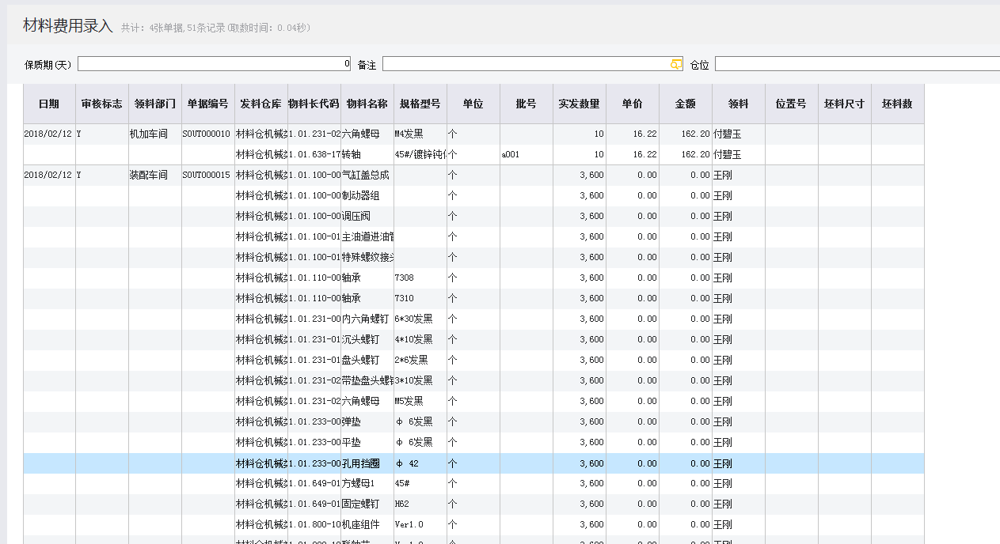 材料费用录入 共计: 4张单据,51条记录(取数时间: 0.04秒)
保质期(天) 0 备注 仓位
日期 审核标志 领料部门 单据编号 发料仓库 物料长代码 物料名称 规格型号 单位 批号 实发数量 单价 金额 领料 位置号 坯料尺寸 坯料数
2018/02/12 Y 机加车间 SOUT000010 材料仓机械 1.01.231-02 六角螺母 M4发黑 个 10 16.22 162.20 付碧玉
材料仓机械 1.01.638-17 转轴 45#/镀锌钝 个 a001 10 16.22 162.20 付碧玉
2018/02/12 Y 装配车间 SOUT000015 材料仓机械 1.01.100-00 气缸盖总成 个 3,600 0.00 0.00 王刚
材料仓机械 1.01.100-00 制动器组 个 3,600 0.00 0.00 王刚
材料仓机械 1.01.100-00 调压阀 个 3,600 0.00 0.00 王刚
材料仓机械 1.01.100-01 主油道进油管 个 3,600 0.00 0.00 王刚
材料仓机械 1.01.100-01 特殊螺纹接头 个 3,600 0.00 0.00 王刚
材料仓机械 1.01.110-00 轴承 7308 个 3,600 0.00 0.00 王刚
材料仓机械 1.01.110-00 轴承 7310 个 3,600 0.00 0.00 王刚
材料仓机械 1.01.231-00 内六角螺钉 6*30发黑 个 3,600 0.00 0.00 王刚
材料仓机械 1.01.231-01 沉头螺钉 4*10发黑 个 3,600 0.00 0.00 王刚
材料仓机械 1.01.231-01 盘头螺钉 2*6发黑 个 3,600 0.00 0.00 王刚
材料仓机械 1.01.231-02 带垫盘头螺钉 3*10发黑 个 3,600 0.00 0.00 王刚
材料仓机械 1.01.231-02 六角螺母 M5发黑 个 3,600 0.00 0.00 王刚
材料仓机械 1.01.233-00 弹垫 φ 6发黑 个 3,600 0.00 0.00 王刚
材料仓机械 1.01.233-00 平垫 φ 6发黑 个 3,600 0.00 0.00 王刚
材料仓机械 1.01.233-00 孔用挡圈 φ 42 个 3,600 0.00 0.00 王刚
材料仓机械 1.01.649-01 方螺母1 45# 个 3,600 0.00 0.00 王刚
材料仓机械 1.01.649-01 固定螺钉 H62 个 3,600 0.00 0.00 王刚
材料仓机械 1.01.800-10 机座组件 Ver1.0 个 3,600 0.00 0.00 王刚